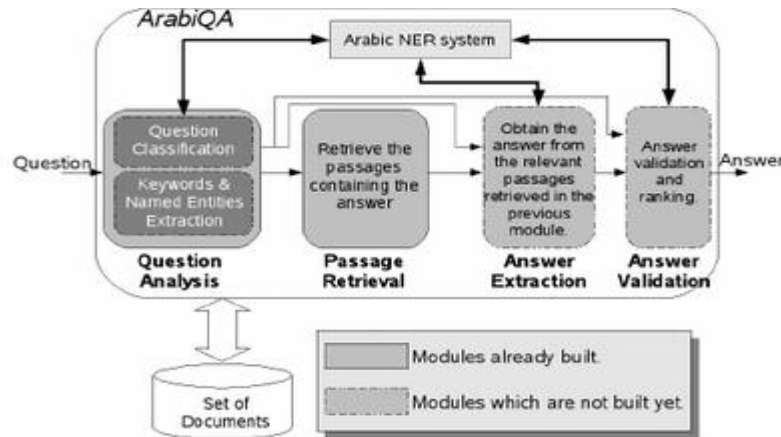 ArabiQA
Arabic NER system
Question
Question
Classification
Keywords &
Named Entities
Extraction
Question
Analysis
Retrieve the
passages
containing the
answer
Passage
Retrieval
Obtain the
answer from
the relevant
passages
retrieved in the
previous
module.
Answer
Extraction
Answer
validation
and
ranking.
Answer
Validation
Answer
Set of
Documents
Modules already built.
Modules which are not built yet.